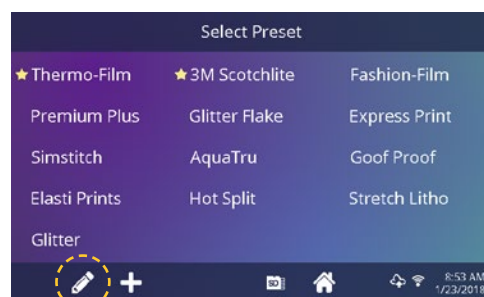 Select Preset
Thermo-Film 3M Scotchlite Fashion-Film
Premium Plus Glitter Flake Express Print
Simstitch AquaTru Goof Proof
Elasti Prints Hot Split Stretch Litho
Glitter
SD 8:53 AM
1/23/2018